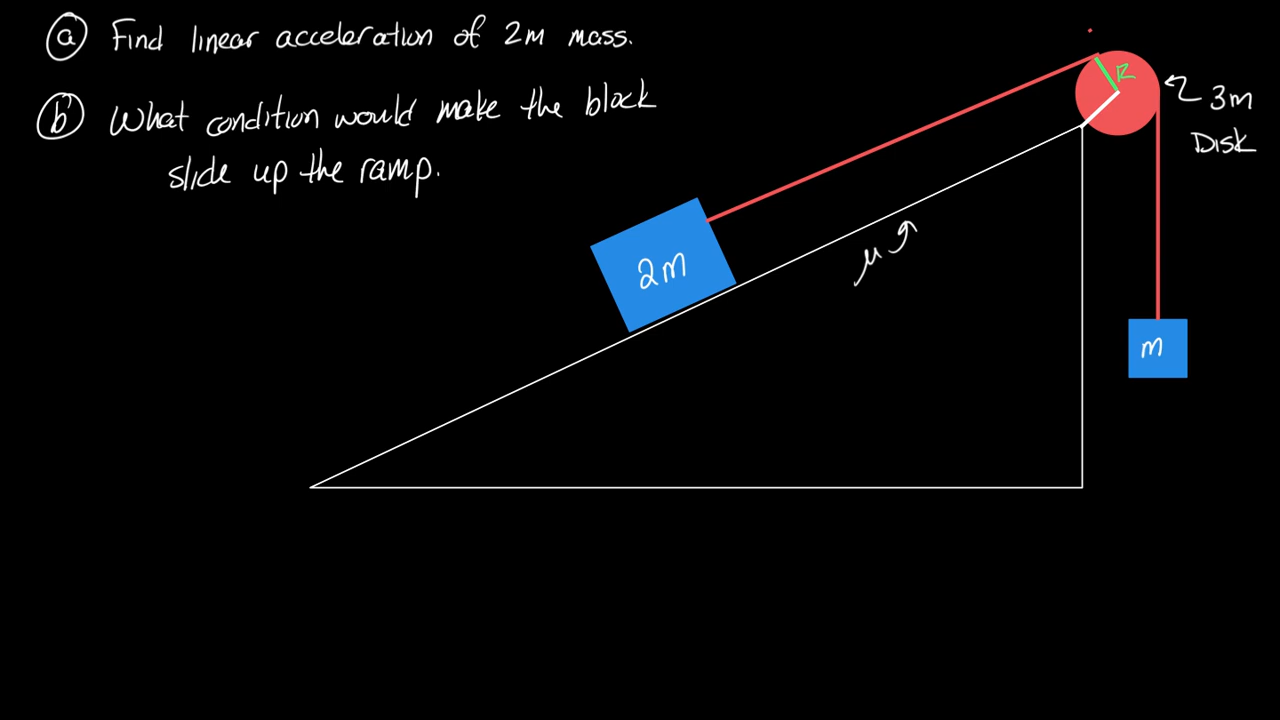 (a) Find linear acceleration of 2m mass.
(b) What condition would make the block
slide up the ramp.
R
3m
Disk
μ
2m
m